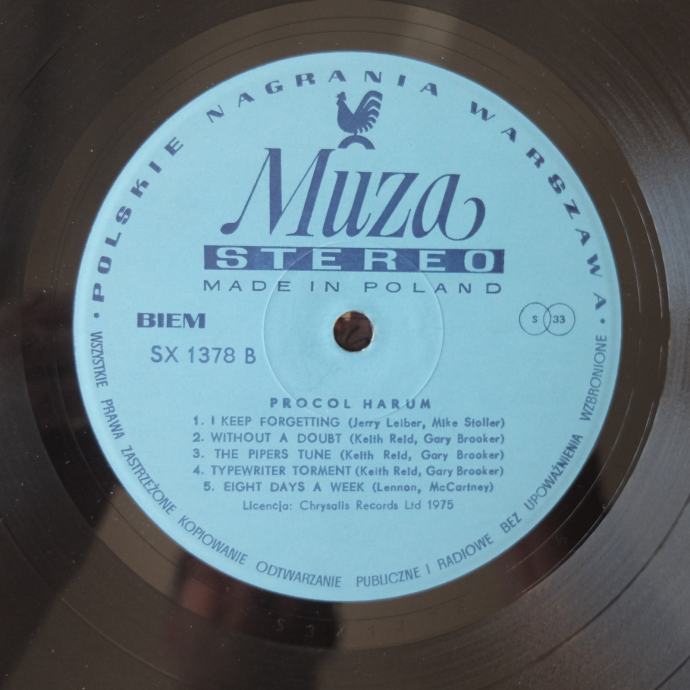 • POLSKIE NAGRANIA WARSZAWA •
Muza
STEREO
MADE IN POLAND
BIEM
S 33
SX 1378 B
PROCOL HARUM
1. I KEEP FORGETTING (Jerry Leiber, Mike Stoller)
2. WITHOUT A DOUBT (Keith Reid, Gary Brooker)
3. THE PIPERS TUNE (Keith Reid, Gary Brooker)
4. TYPEWRITER TORMENT (Keith Reid, Gary Brooker)
5. EIGHT DAYS A WEEK (Lennon, McCartney)
Licencja: Chrysalis Records Ltd 1975
WSZYSTKIE PRAWA ZASTRZEŻONE KOPIOWANIE ODTWARZANIE PUBLICZNE I RADIOWE BEZ UPOWAŻNIENIA WZBRONIONE